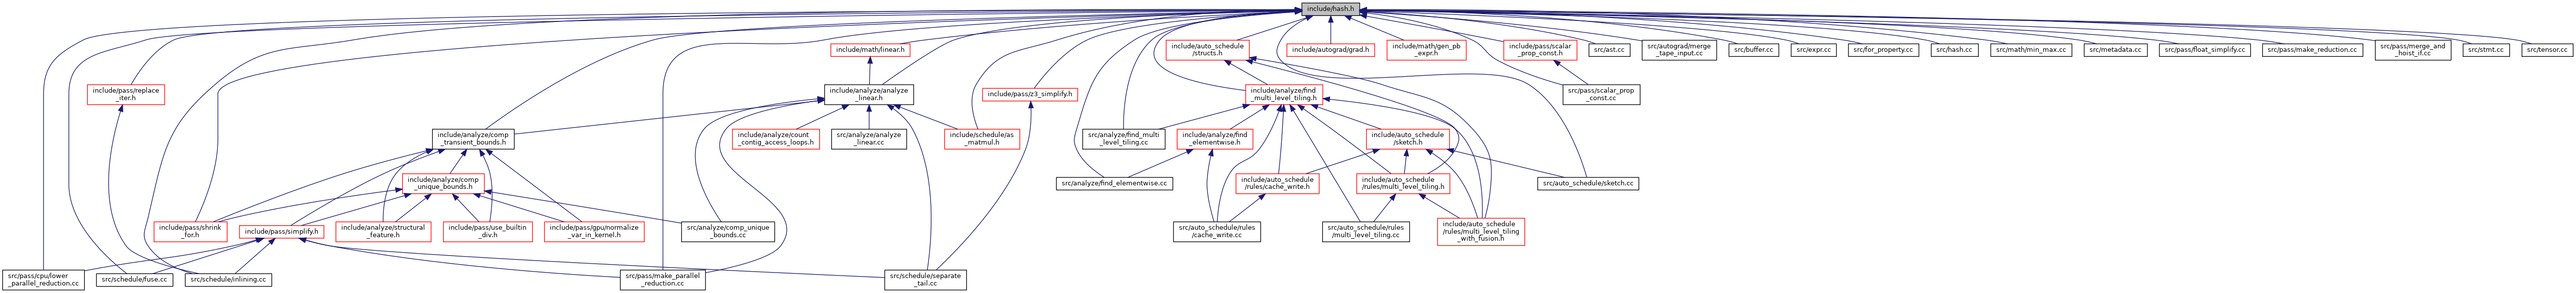 include/hash.h
include/math/linear.h
include/auto_schedule
/structs.h
include/autograd/grad.h
include/math/gen_pb
_expr.h
include/pass/scalar
_prop_const.h
src/ast.cc
src/autograd/merge
_tape_input.cc
src/buffer.cc
src/expr.cc
src/for_property.cc
src/hash.cc
src/math/min_max.cc
src/metadata.cc
src/pass/float_simplify.cc
src/pass/make_reduction.cc
src/pass/merge_and
_hoist_if.cc
src/stmt.cc
src/tensor.cc
include/pass/replace
_iter.h
include/analyze/analyze
_linear.h
include/pass/z3_simplify.h
include/analyze/find
_multi_level_tiling.h
src/pass/scalar_prop
_const.cc
include/analyze/comp
_transient_bounds.h
include/analyze/count
_contig_access_loops.h
src/analyze/analyze
_linear.cc
include/schedule/as
_matmul.h
src/analyze/find_multi
_level_tiling.cc
include/analyze/find
_elementwise.h
include/auto_schedule
/sketch.h
include/analyze/comp
_unique_bounds.h
src/analyze/find_elementwise.cc
include/auto_schedule
/rules/cache_write.h
include/auto_schedule
/rules/multi_level_tiling.h
src/auto_schedule/sketch.cc
include/pass/shrink
_for.h
include/pass/simplify.h
include/analyze/structural
_feature.h
include/pass/use_builtin
_div.h
include/pass/gpu/normalize
_var_in_kernel.h
src/analyze/comp_unique
_bounds.cc
src/auto_schedule/rules
/cache_write.cc
src/auto_schedule/rules
/multi_level_tiling.cc
include/auto_schedule
/rules/multi_level_tiling
_with_fusion.h
src/pass/cpu/lower
_parallel_reduction.cc
src/schedule/fuse.cc
src/schedule/inlining.cc
src/pass/make_parallel
_reduction.cc
src/schedule/separate
_tail.cc